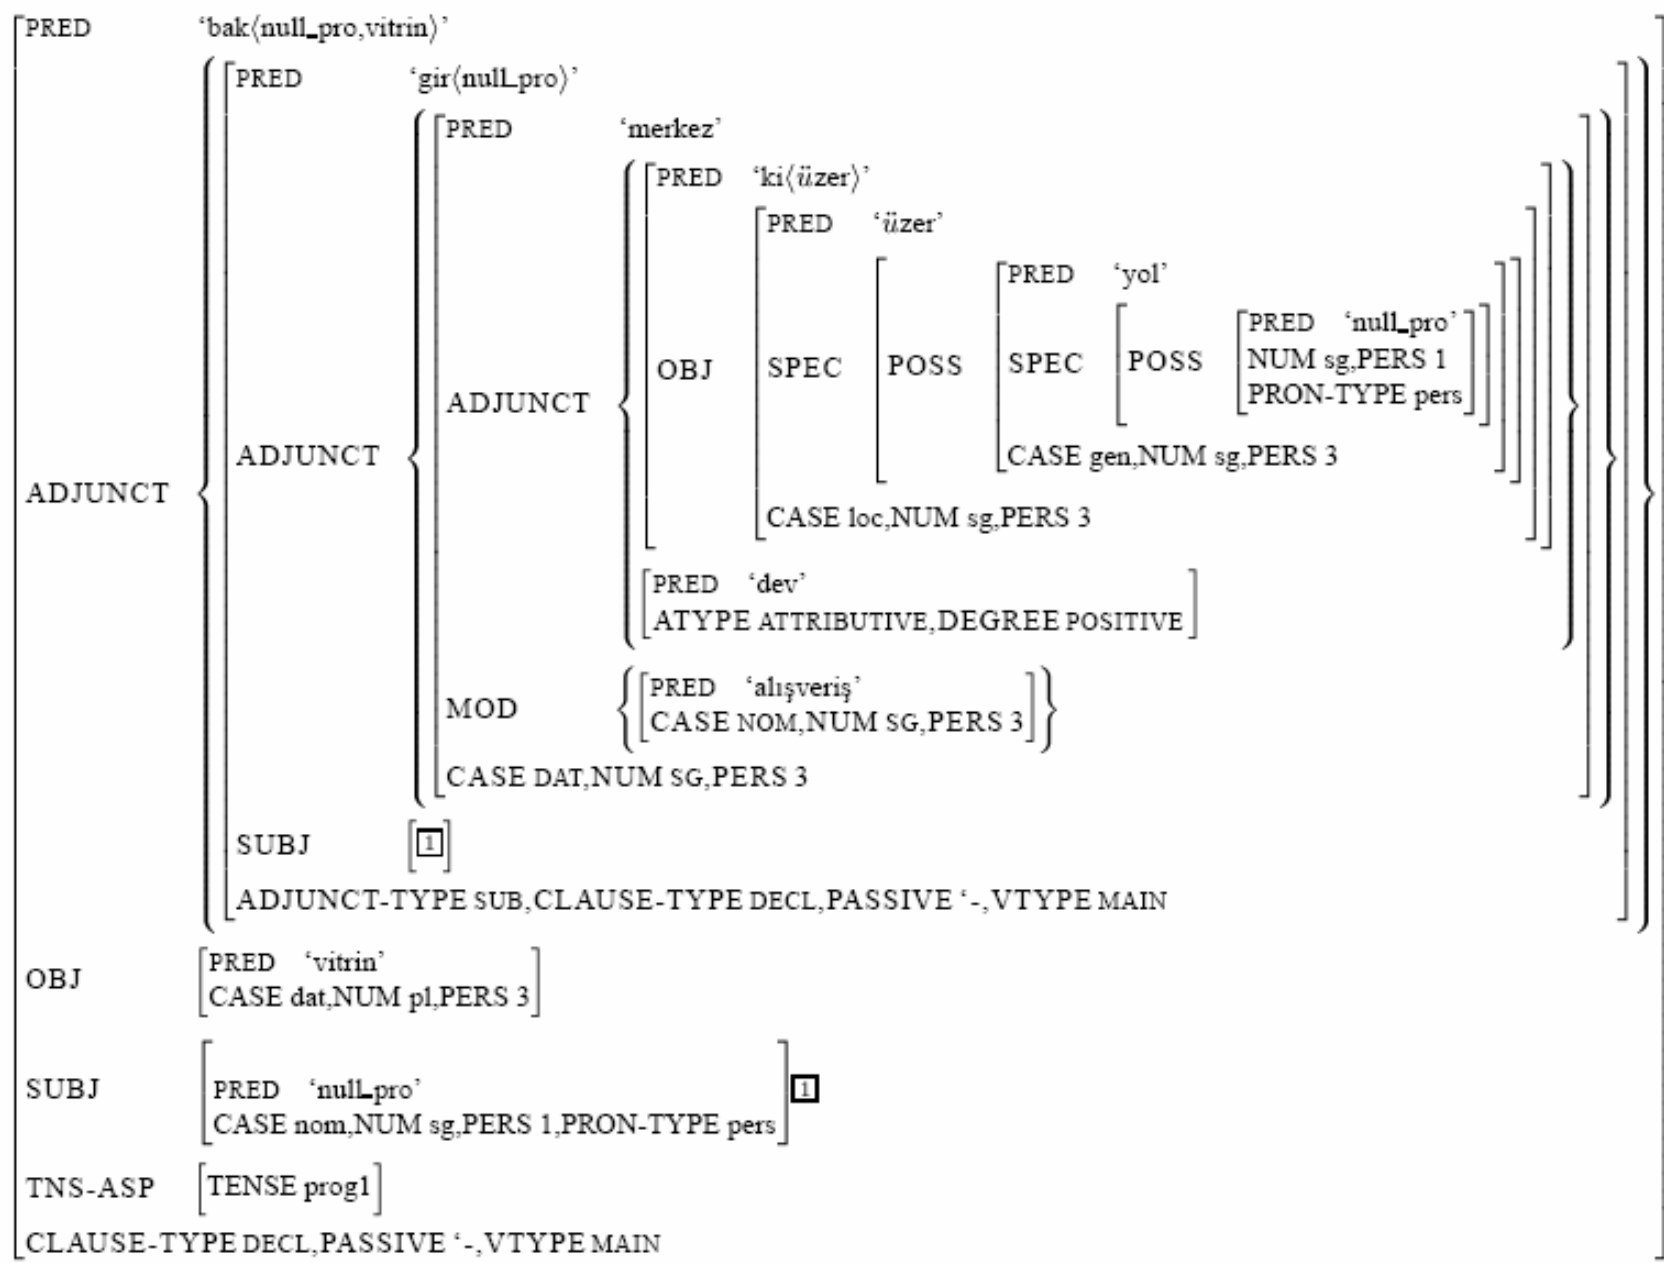 PRED ‘bak⟨null_pro,vitrin⟩’
PRED ‘gir⟨null_pro⟩’
PRED ‘merkez’
PRED ‘ki⟨üzer⟩’
PRED ‘üzer’
PRED ‘yol’
PRED ‘null_pro’
OBJ SPEC POSS SPEC POSS NUM sg,PERS 1
PRON-TYPE pers
ADJUNCT
ADJUNCT CASE gen,NUM sg,PERS 3
ADJUNCT
CASE loc,NUM sg,PERS 3
PRED ‘dev’
ATYPE ATTRIBUTIVE,DEGREE POSITIVE
PRED ‘alışveriş’
MOD
CASE NOM,NUM SG,PERS 3
CASE DAT,NUM SG,PERS 3
SUBJ 1
ADJUNCT-TYPE SUB,CLAUSE-TYPE DECL,PASSIVE ‘-,VTYPE MAIN
PRED ‘vitrin’
OBJ
CASE dat,NUM pl,PERS 3
SUBJ PRED ‘null_pro’ 1
CASE nom,NUM sg,PERS 1,PRON-TYPE pers
TNS-ASP TENSE prog1
CLAUSE-TYPE DECL,PASSIVE ‘-,VTYPE MAIN